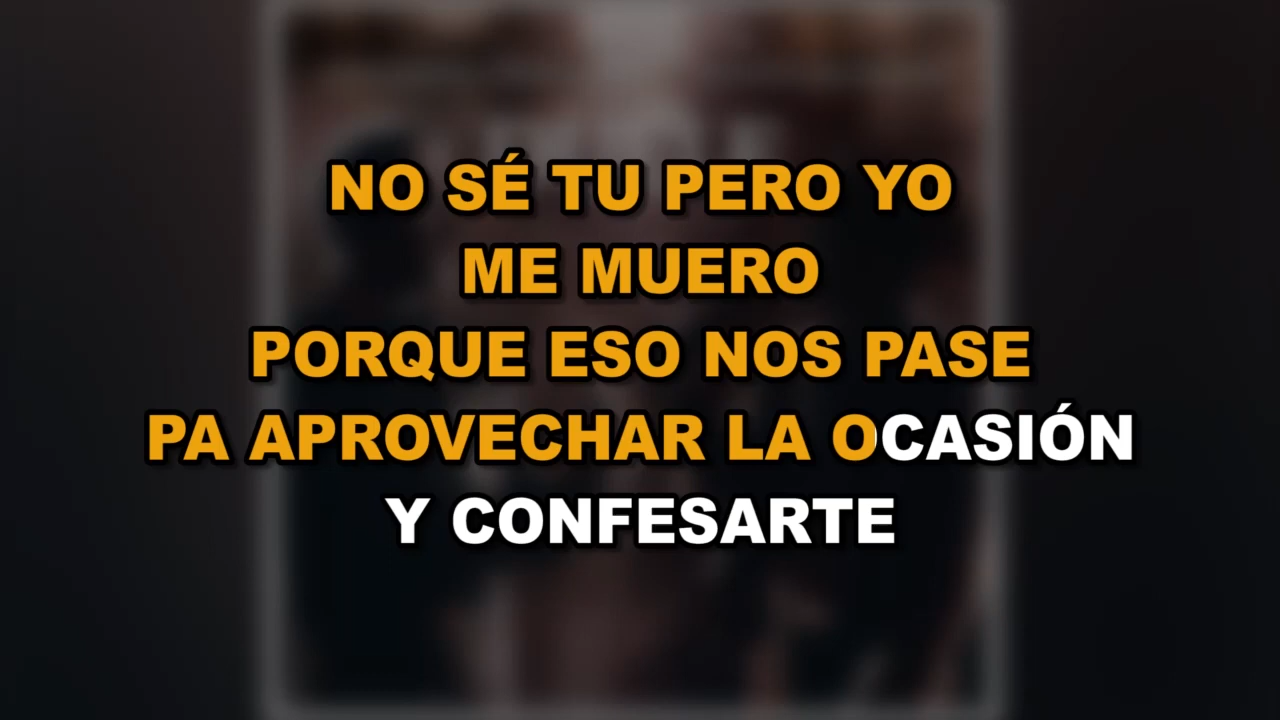 NO SÉ TU PERO YO
ME MUERO
PORQUE ESO NOS PASE
PA APROVECHAR LA OCASIÓN
Y CONFESARTE